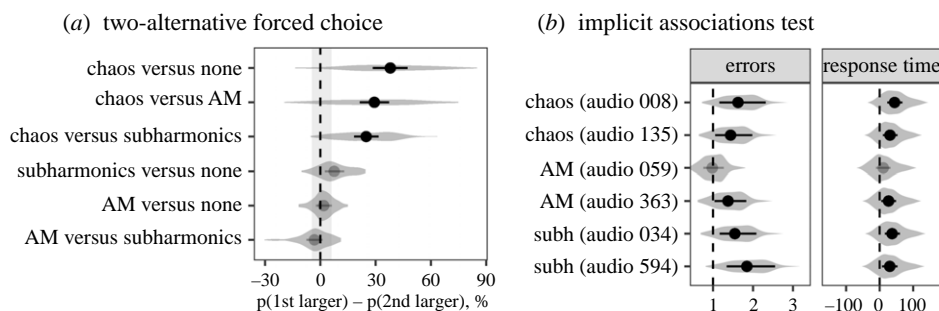 (a) two-alternative forced choice
chaos versus none
chaos versus AM
chaos versus subharmonics
subharmonics versus none
AM versus none
AM versus subharmonics
−30 0 30 60 90
p(1st larger) – p(2nd larger), %
(b) implicit associations test
errors response time
chaos (audio 008)
chaos (audio 135)
AM (audio 059)
AM (audio 363)
subh (audio 034)
subh (audio 594)
1 2 3 −100 0 100